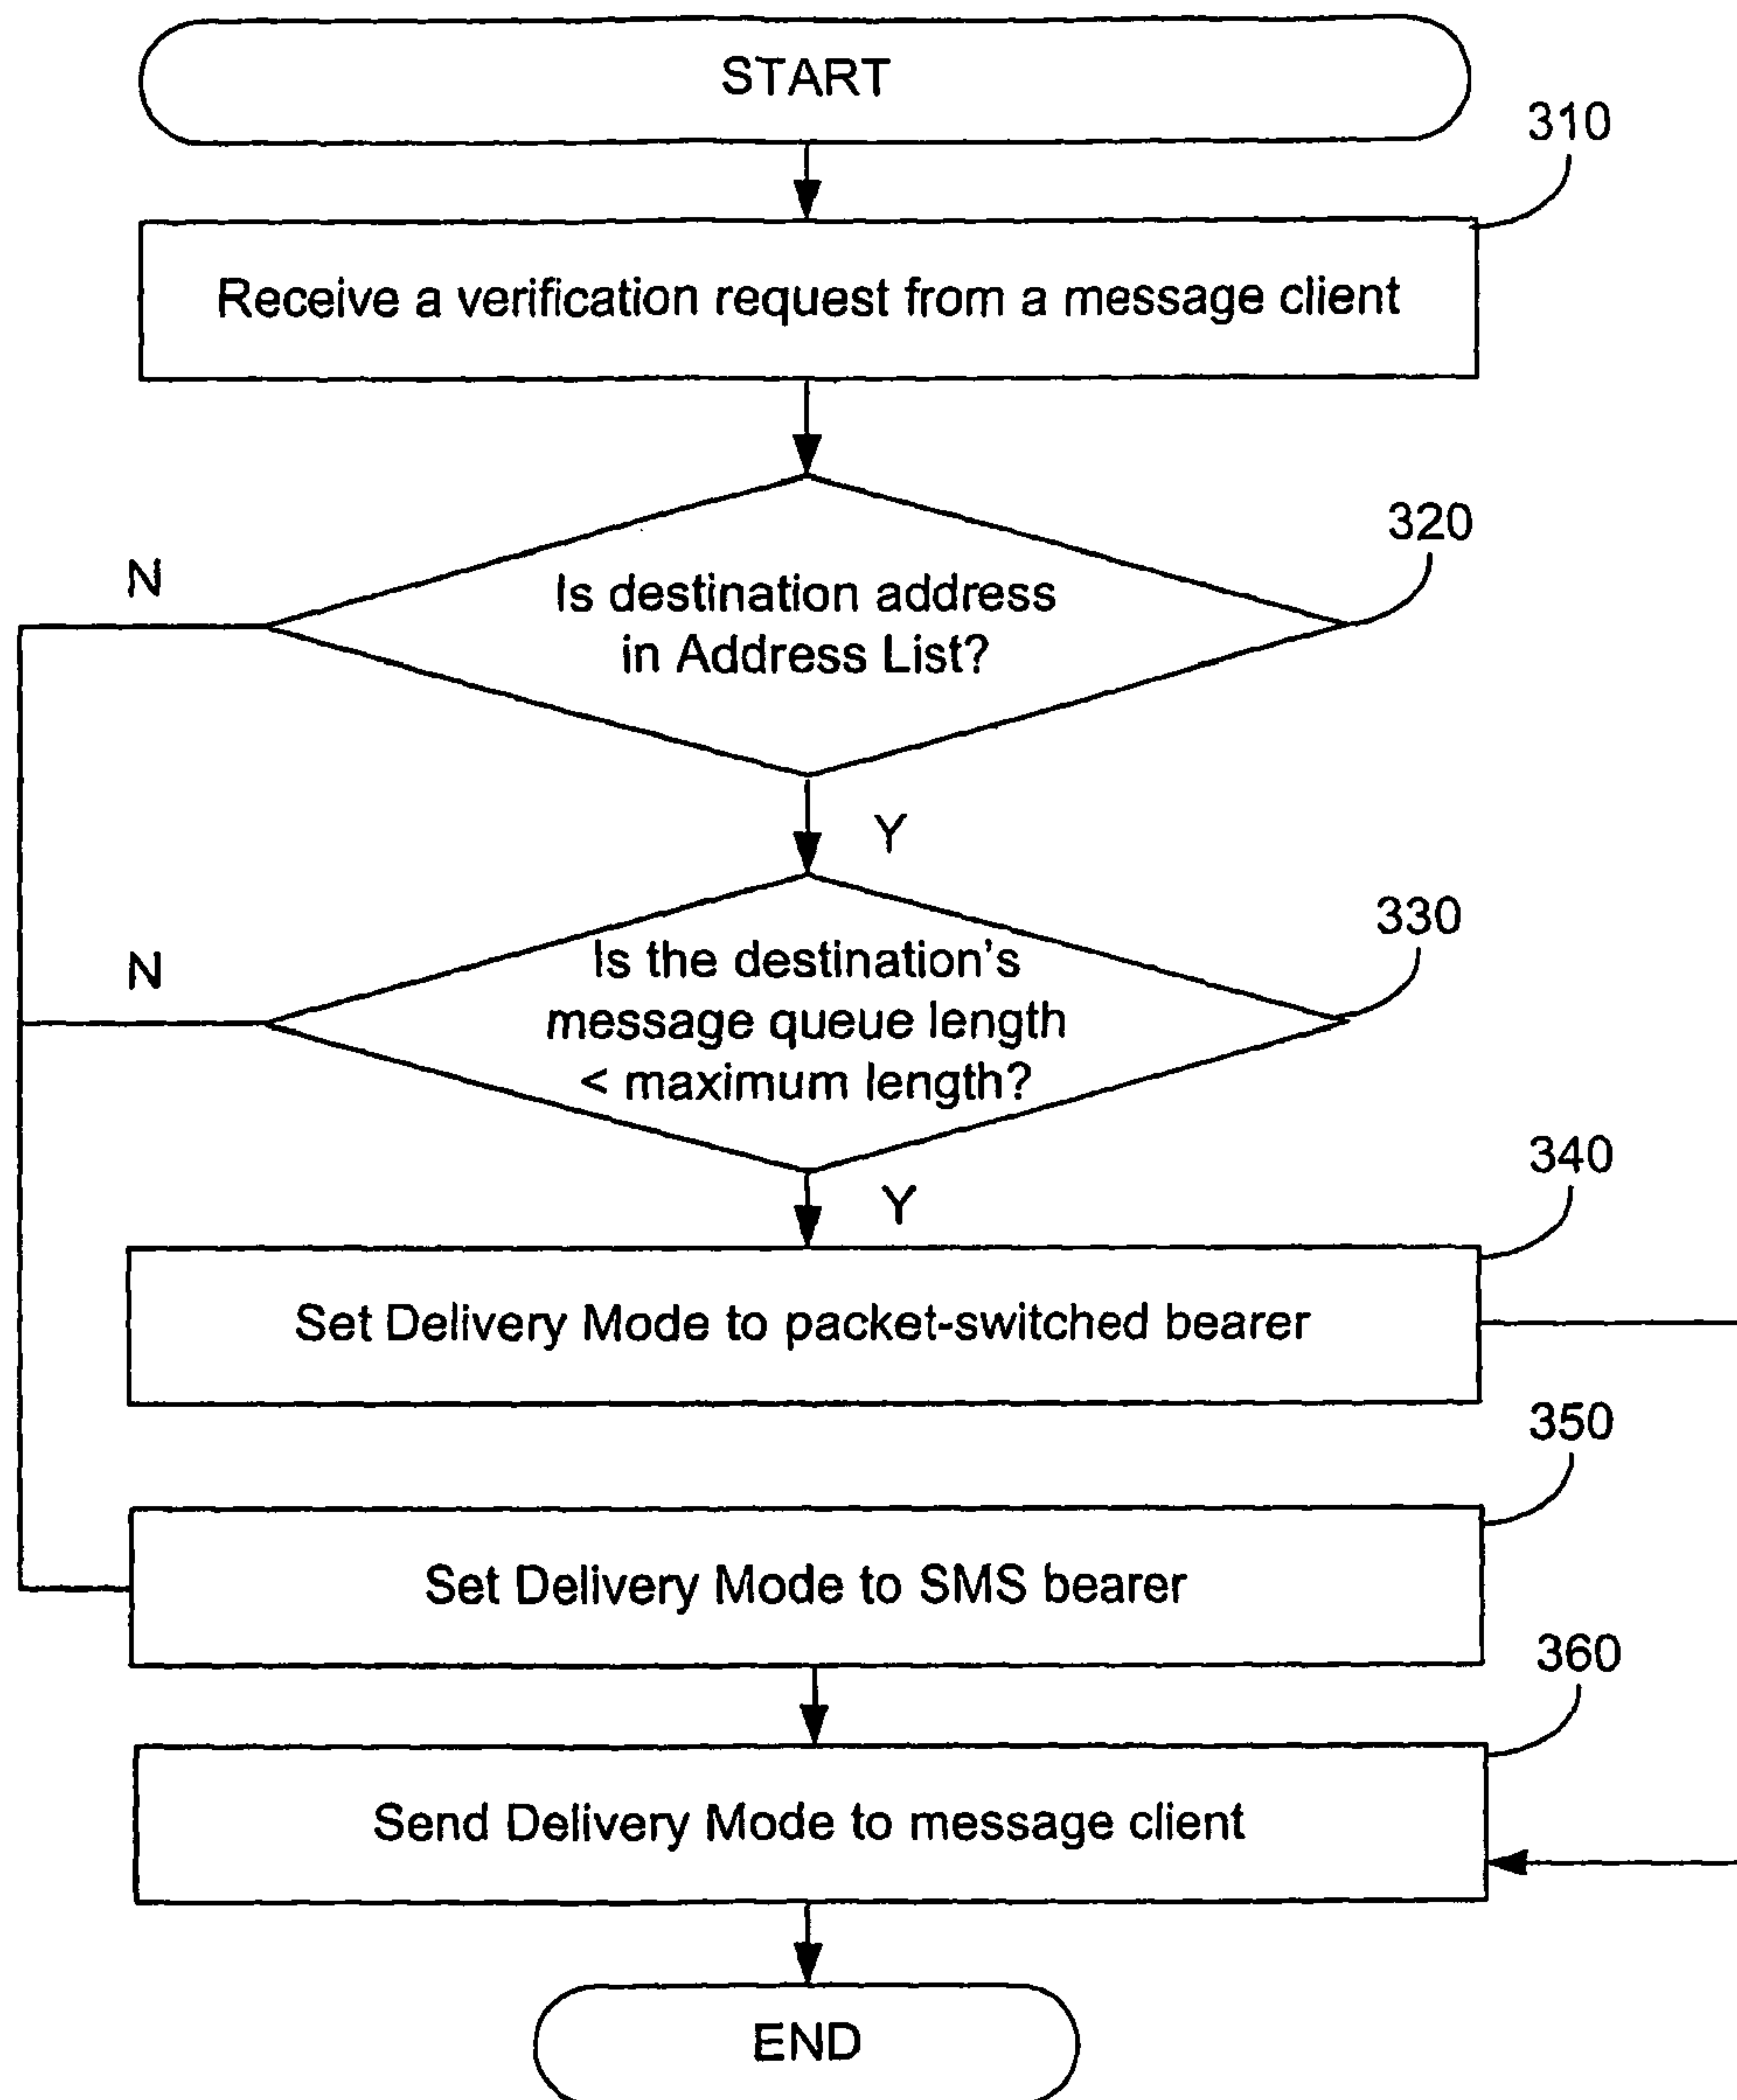 START
310
Receive a verification request from a message client
320
N
Is destination address
in Address List?
Y
330
N
Is the destination's
message queue length
< maximum length?
Y
340
Set Delivery Mode to packet-switched bearer
350
Set Delivery Mode to SMS bearer
360
Send Delivery Mode to message client
END